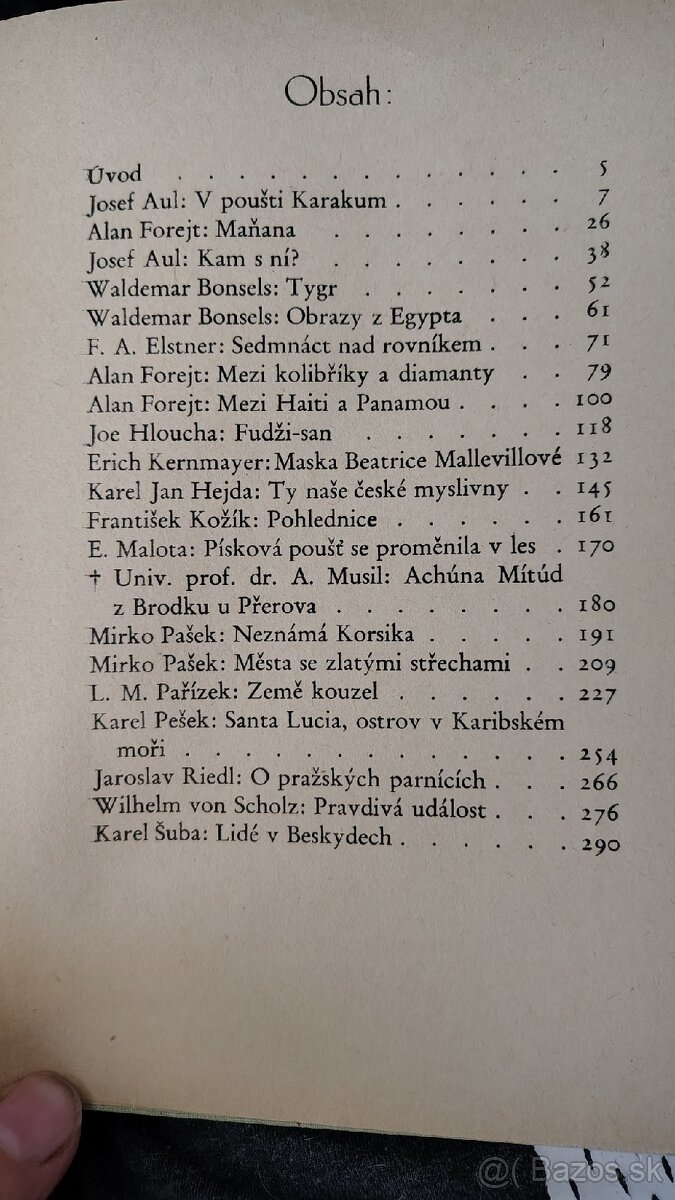 Obsah:
Úvod . . . . . . . . . . . . . 5
Josef Aul: V poušti Karakum . . . . . . 7
Alan Forejt: Maňana . . . . . . . . 26
Josef Aul: Kam s ní? . . . . . . . . 38
Waldemar Bonsels: Tygr . . . . . . . 52
Waldemar Bonsels: Obrazy z Egypta . . . 61
F. A. Elstner: Sedmnáct nad rovníkem . . . 71
Alan Forejt: Mezi kolibříky a diamanty . . 79
Alan Forejt: Mezi Haiti a Panamou . . . . 100
Joe Hloucha: Fudži-san . . . . . . . 118
Erich Kernmayer: Maska Beatrice Mallevillové 132
Karel Jan Hejda: Ty naše české myslivny . . 145
František Kožík: Pohlednice . . . . . . 161
E. Malota: Písková poušť se proměnila v les . 170
† Univ. prof. dr. A. Musil: Achúna Mítúd
z Brodku u Přerova . . . . . . . . 180
Mirko Pašek: Neznámá Korsika . . . . . 191
Mirko Pašek: Města se zlatými střechami . . 209
L. M. Pařízek: Země kouzel . . . . . . 227
Karel Pešek: Santa Lucia, ostrov v Karibském
moři . . . . . . . . . . . . . 254
Jaroslav Riedl: O pražských parnících . . . 266
Wilhelm von Scholz: Pravdivá událost . . . 276
Karel Šuba: Lidé v Beskydech . . . . . . 290
@( Bazos.sk